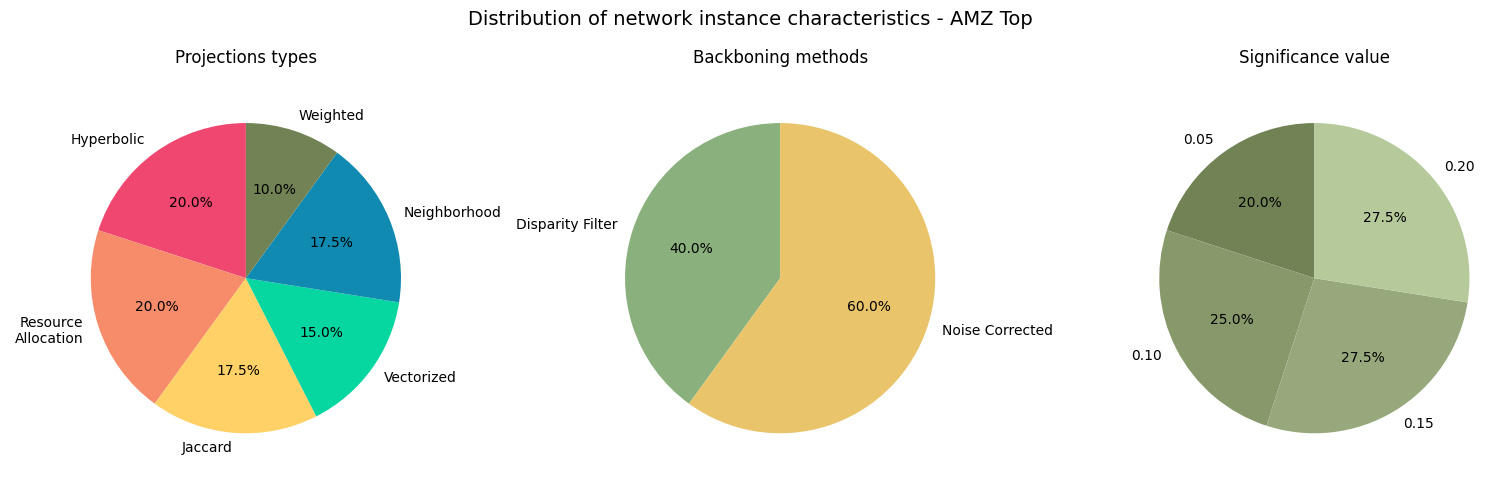 Distribution of network instance characteristics - AMZ Top
Projections types
Weighted
Hyperbolic
10.0%
20.0%
Neighborhood
17.5%
20.0%
Resource
Allocation
15.0%
17.5%
Vectorized
Jaccard
Backboning methods
Disparity Filter
40.0%
60.0%
Noise Corrected
Significance value
0.05
0.20
20.0%
27.5%
25.0%
0.10
27.5%
0.15